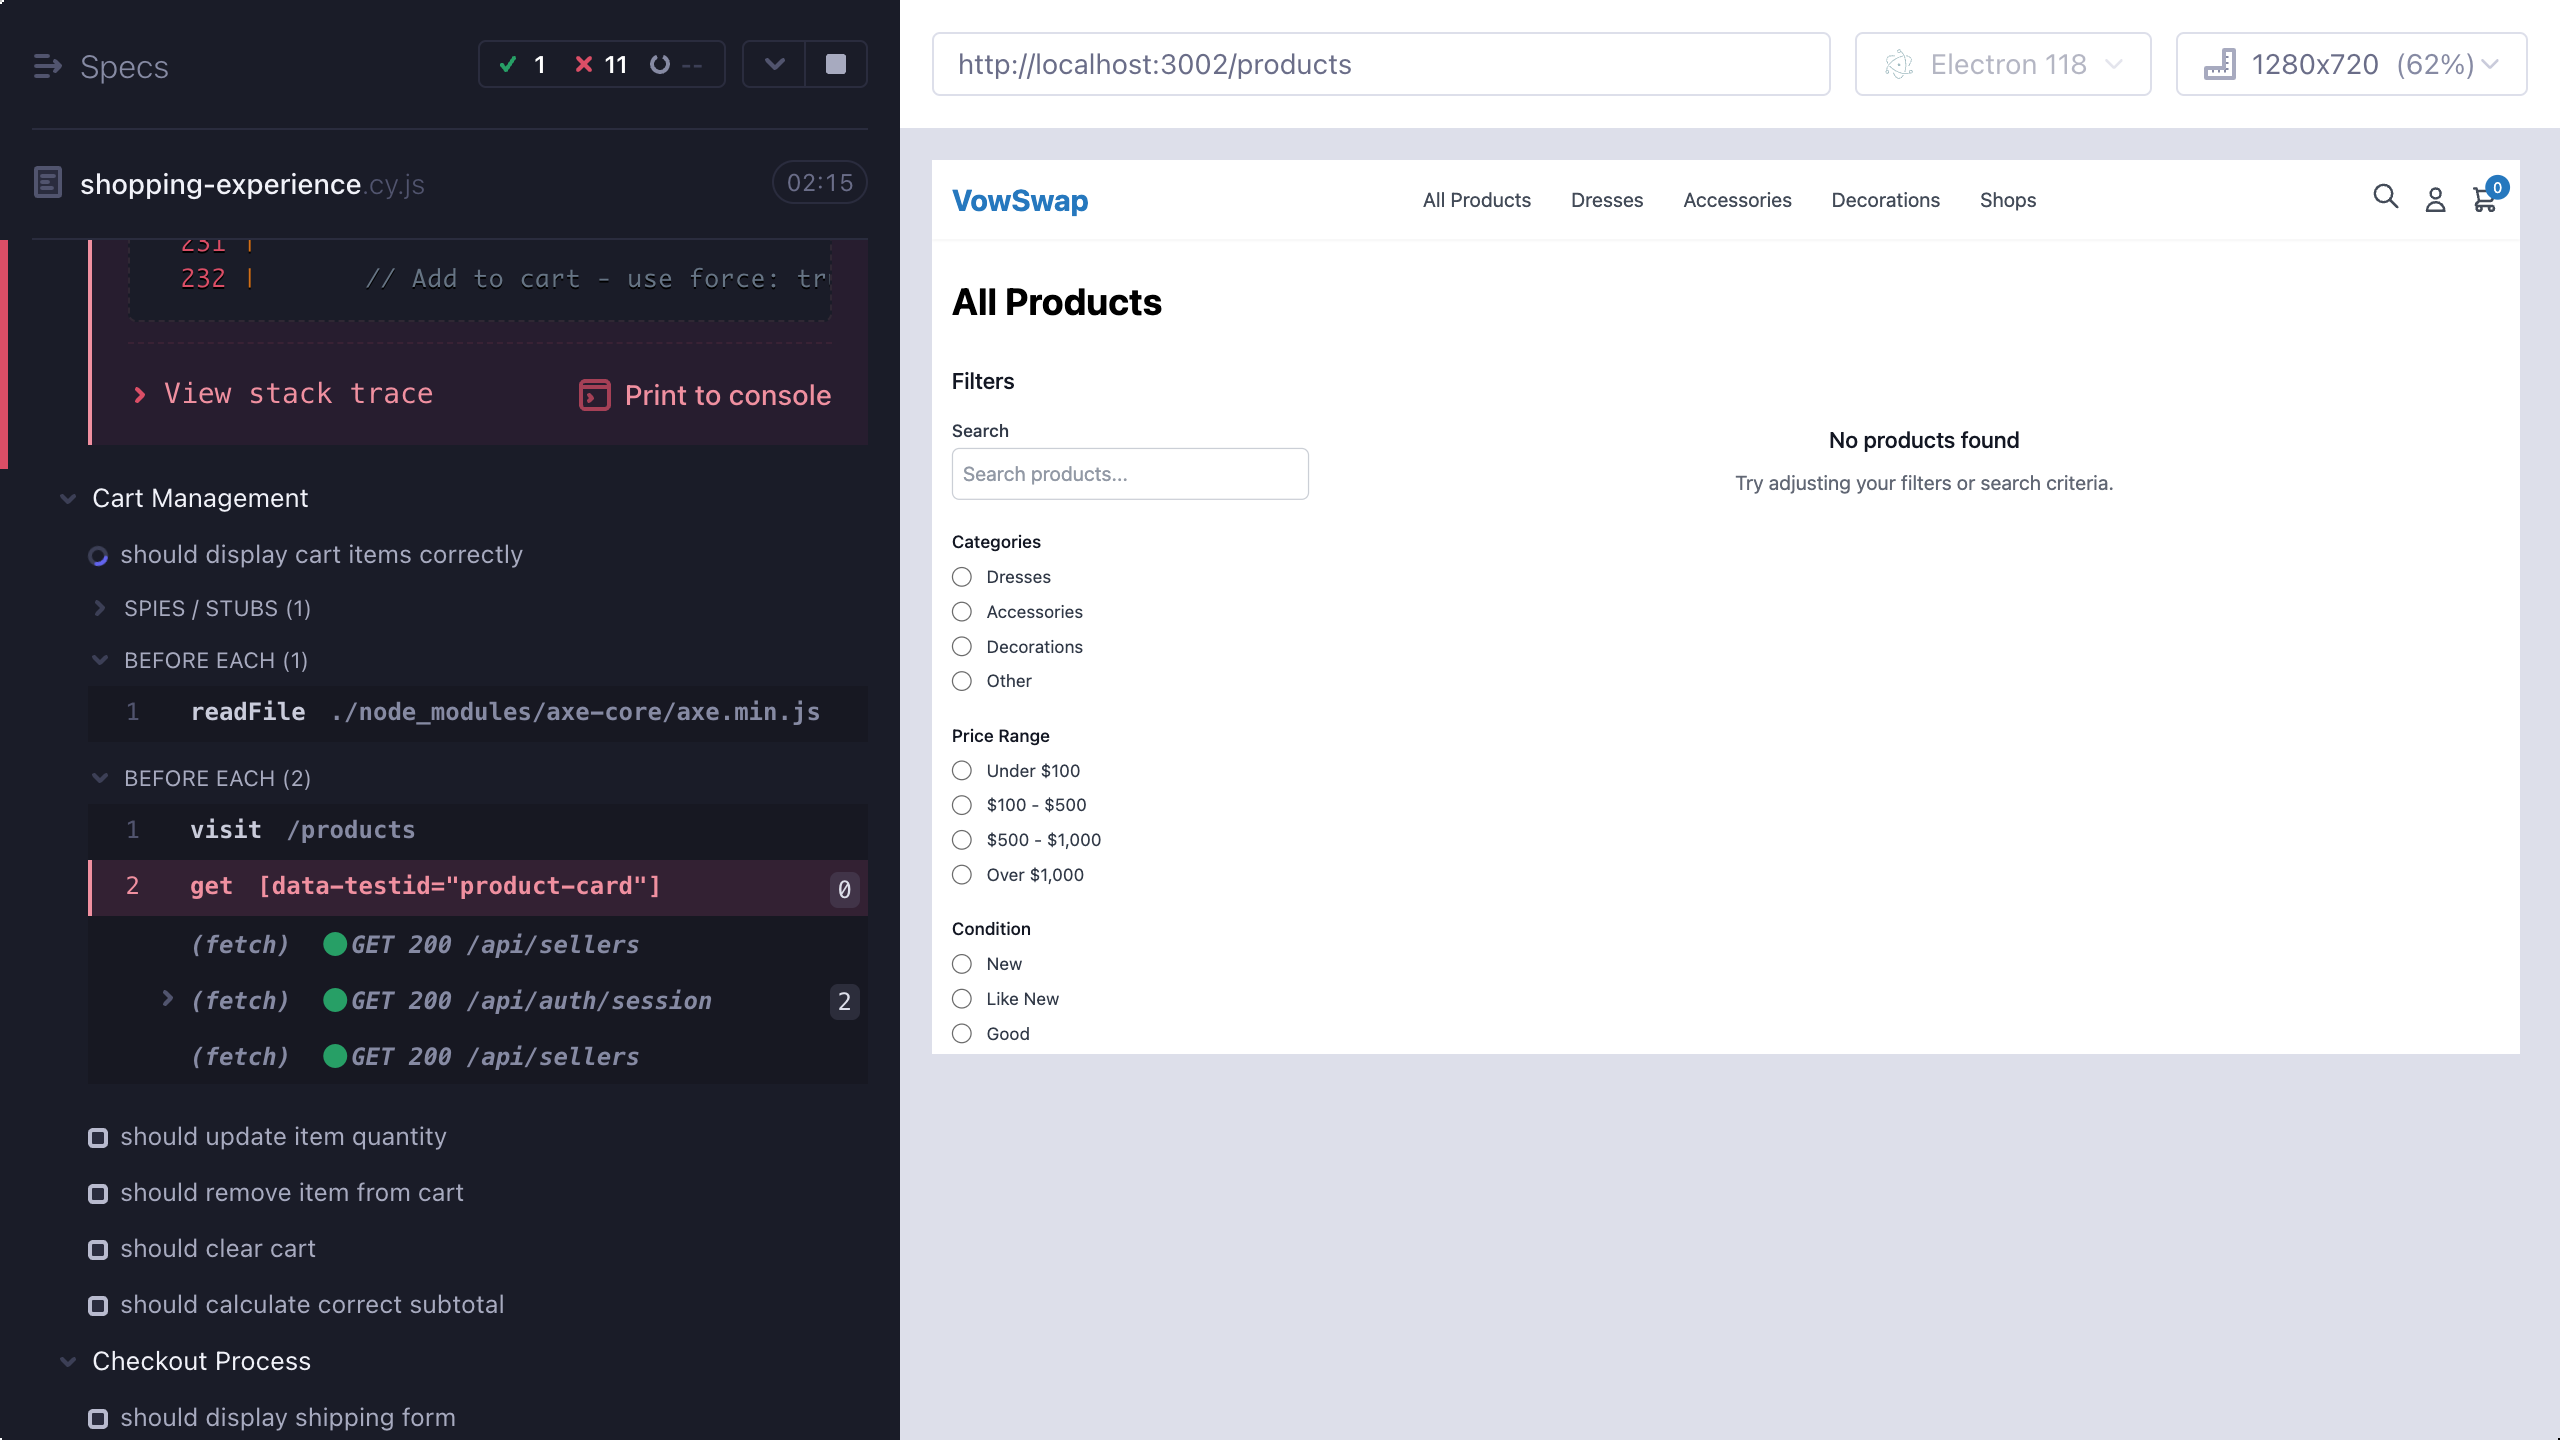 Specs
1 11 --
shopping-experience.cy.js
02:15
231 |
232 | // Add to cart - use force: tr
View stack trace
Print to console
Cart Management
should display cart items correctly
SPIES / STUBS (1)
BEFORE EACH (1)
1 readFile ./node_modules/axe-core/axe.min.js
BEFORE EACH (2)
1 visit /products
2 get [data-testid="product-card"] 0
(fetch) GET 200 /api/sellers
(fetch) GET 200 /api/auth/session 2
(fetch) GET 200 /api/sellers
should update item quantity
should remove item from cart
should clear cart
should calculate correct subtotal
Checkout Process
should display shipping form
http://localhost:3002/products
Electron 118
1280x720 (62%)
VowSwap
All Products
Dresses
Accessories
Decorations
Shops
0
All Products
Filters
Search
Search products...
Categories
Dresses
Accessories
Decorations
Other
Price Range
Under $100
$100 - $500
$500 - $1,000
Over $1,000
Condition
New
Like New
Good
No products found
Try adjusting your filters or search criteria.